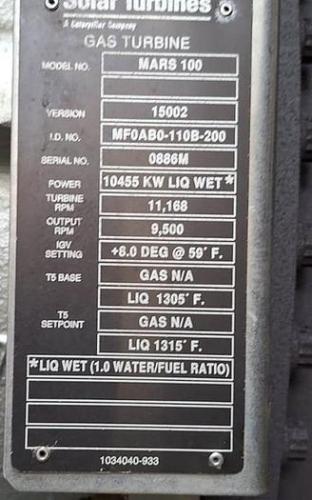 Solar Turbines
A Caterpillar Company
GAS TURBINE
MODEL NO. MARS 100
VERSION 15002
I.D. NO. MF0AB0-110B-200
SERIAL NO. 0886M
POWER 10455 KW LIQ WET*
TURBINE RPM 11,168
OUTPUT RPM 9,500
IGV SETTING +8.0 DEG @ 59° F.
T5 BASE GAS N/A
LIQ 1305° F.
T5 SETPOINT GAS N/A
LIQ 1315° F.
*LIQ WET (1.0 WATER/FUEL RATIO)
1034040-933